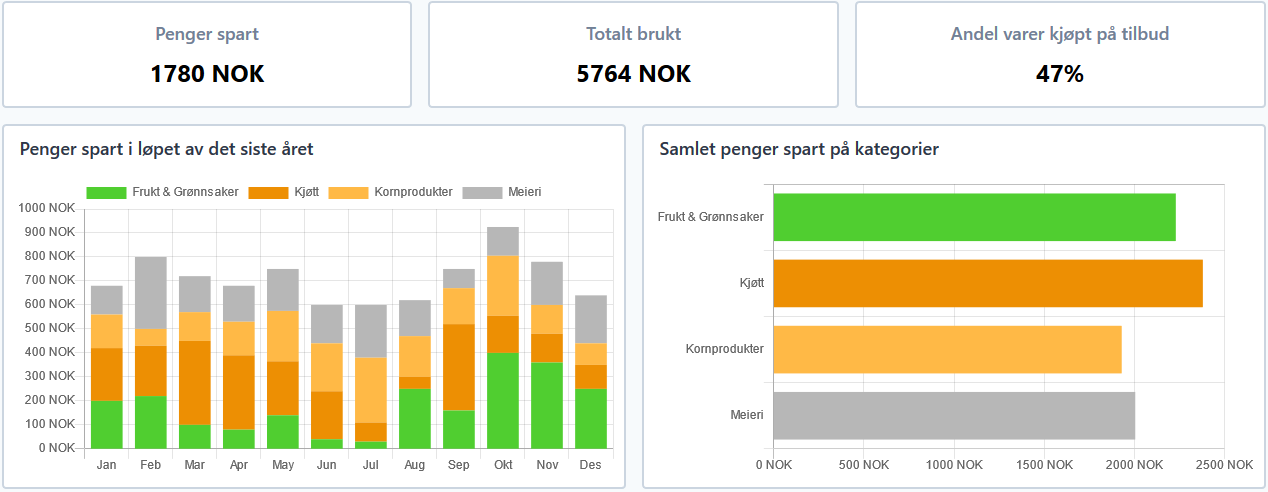 Penger spart
1780 NOK
Totalt brukt
5764 NOK
Andel varer kjøpt på tilbud
47%
Penger spart i løpet av det siste året
Frukt & Grønnsaker Kjøtt Kornprodukter Meieri
1000 NOK
900 NOK
800 NOK
700 NOK
600 NOK
500 NOK
400 NOK
300 NOK
200 NOK
100 NOK
0 NOK
Jan Feb Mar Apr May Jun Jul Aug Sep Okt Nov Des
Samlet penger spart på kategorier
Frukt & Grønnsaker
Kjøtt
Kornprodukter
Meieri
0 NOK 500 NOK 1000 NOK 1500 NOK 2000 NOK 2500 NOK